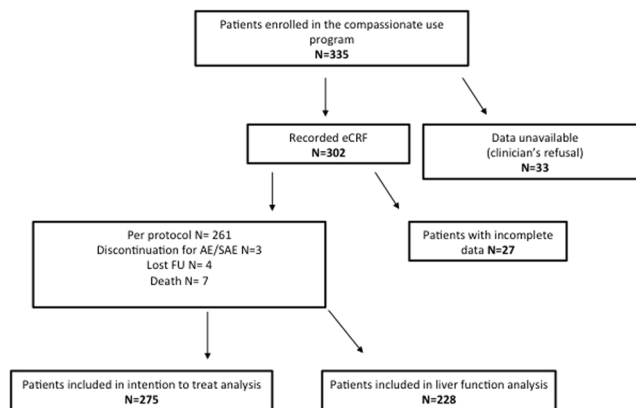 Patients enrolled in the compassionate use
program
N=335
Recorded eCRF
N=302
Data unavailable
(clinician's refusal)
N=33
Per protocol N= 261
Discontinuation for AE/SAE N=3
Lost FU N= 4
Death N= 7
Patients with incomplete
data N=27
Patients included in intention to treat analysis
N=275
Patients included in liver function analysis
N=228